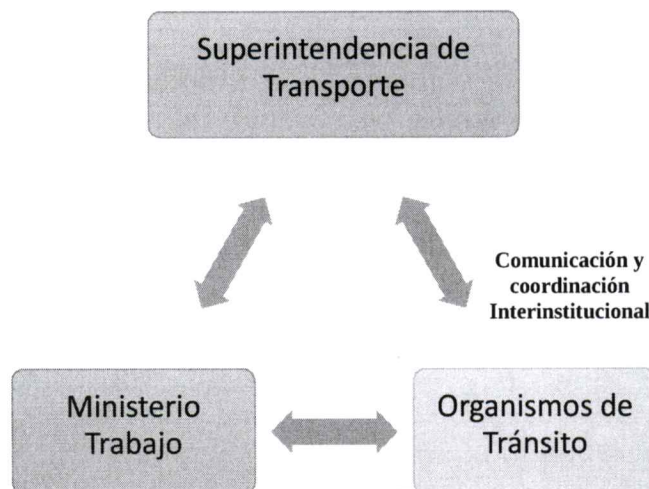 Superintendencia de
Transporte
Comunicación y
coordinación
Interinstitucional
Ministerio
Trabajo
Organismos de
Tránsito